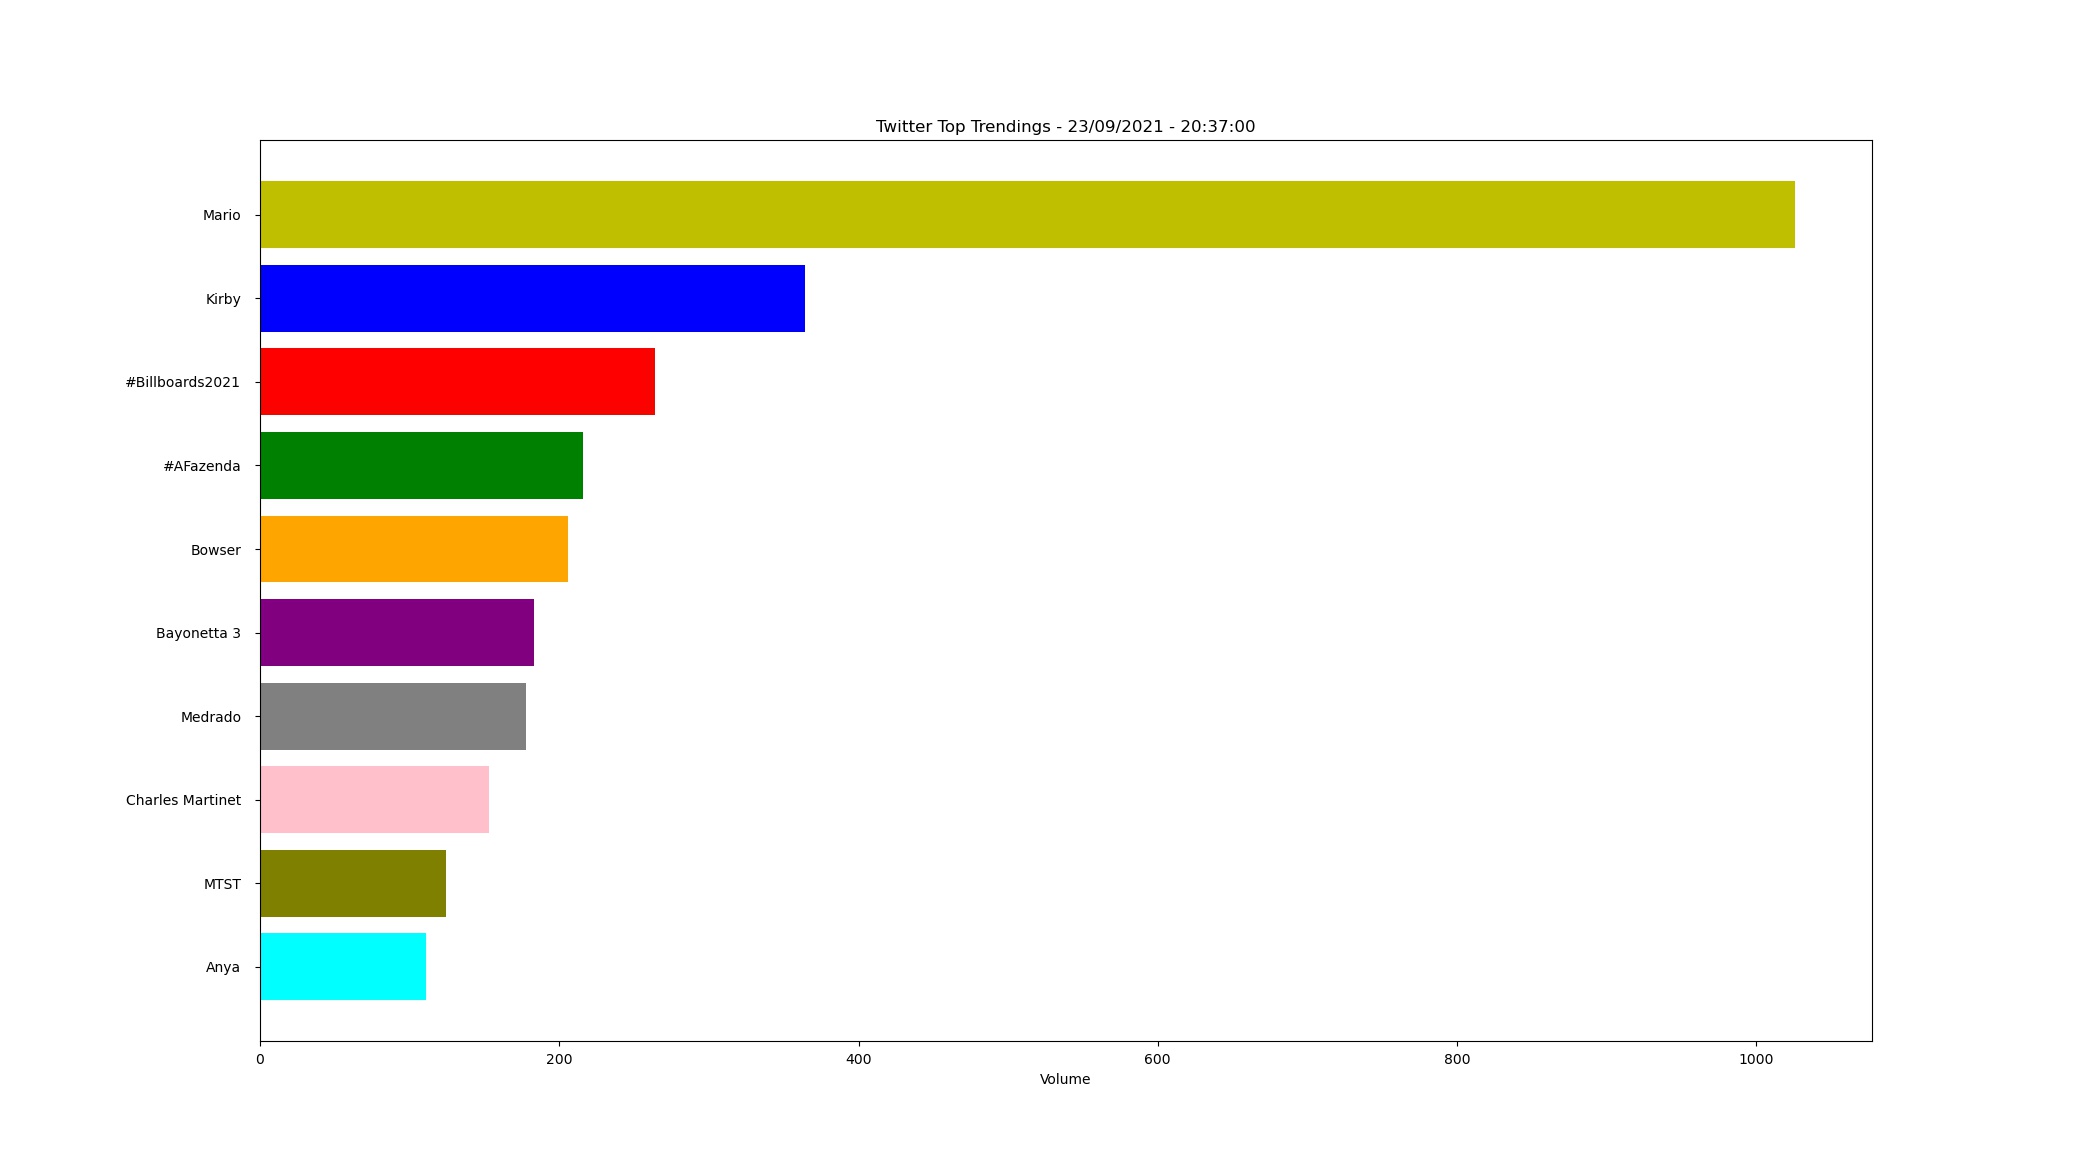 Twitter Top Trendings - 23/09/2021 - 20:37:00
Mario
Kirby
#Billboards2021
#AFazenda
Bowser
Bayonetta 3
Medrado
Charles Martinet
MTST
Anya
0 200 400 600 800 1000
Volume